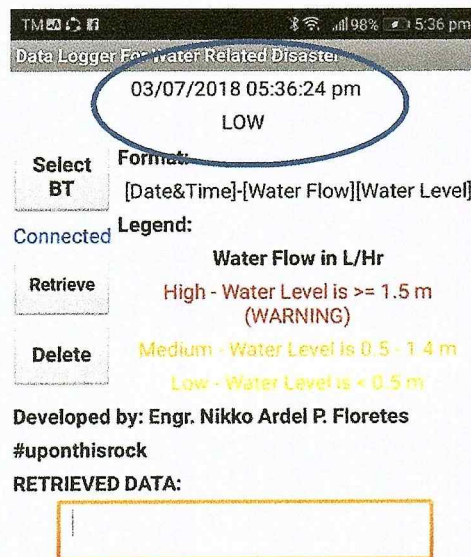 TM 98% 5:36 pm
Data Logger For Water Related Disaster
03/07/2018 05:36:24 pm
LOW
Select
BT
Format:
[Date&Time]-[Water Flow][Water Level]
Connected
Legend:
Water Flow in L/Hr
Retrieve
High - Water Level is >= 1.5 m
(WARNING)
Delete
Medium - Water Level is 0.5 - 1.4 m
Low - Water Level is < 0.5 m
Developed by: Engr. Nikko Ardel P. Floretes
#uponthisrock
RETRIEVED DATA: